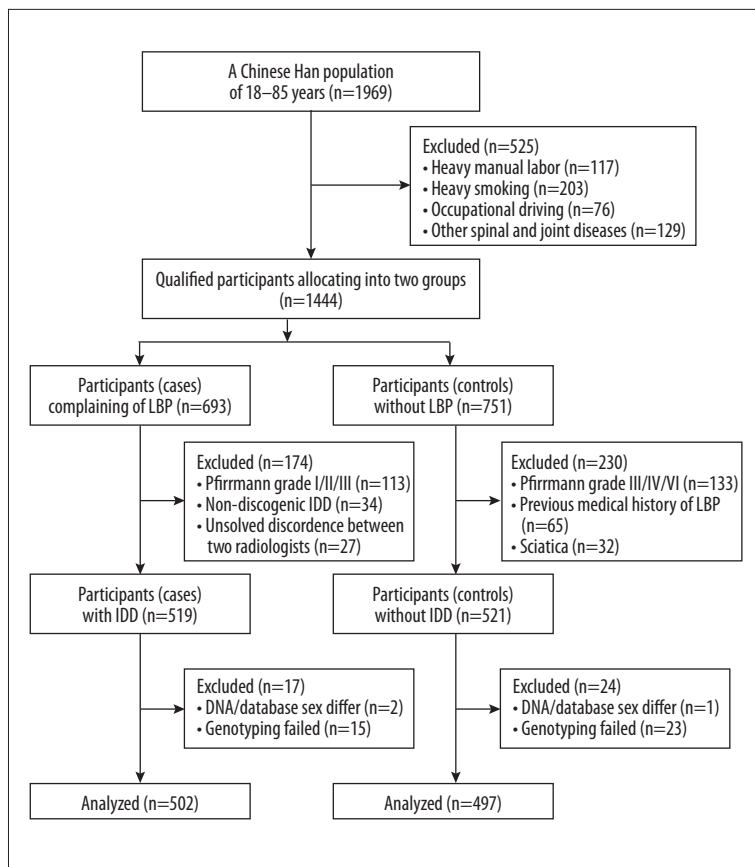 A Chinese Han population
of 18–85 years (n=1969)
Excluded (n=525)
• Heavy manual labor (n=117)
• Heavy smoking (n=203)
• Occupational driving (n=76)
• Other spinal and joint diseases (n=129)
Qualified participants allocating into two groups
(n=1444)
Participants (cases)
complaining of LBP (n=693)
Participants (controls)
without LBP (n=751)
Excluded (n=174)
• Pfirrmann grade I/II/III (n=113)
• Non-discogenic IDD (n=34)
• Unsolved discordence between
two radiologists (n=27)
Excluded (n=230)
• Pfirrmann grade III/IV/VI (n=133)
• Previous medical history of LBP
(n=65)
• Sciatica (n=32)
Participants (cases)
with IDD (n=519)
Participants (controls)
without IDD (n=521)
Excluded (n=17)
• DNA/database sex differ (n=2)
• Genotyping failed (n=15)
Excluded (n=24)
• DNA/database sex differ (n=1)
• Genotyping failed (n=23)
Analyzed (n=502)
Analyzed (n=497)